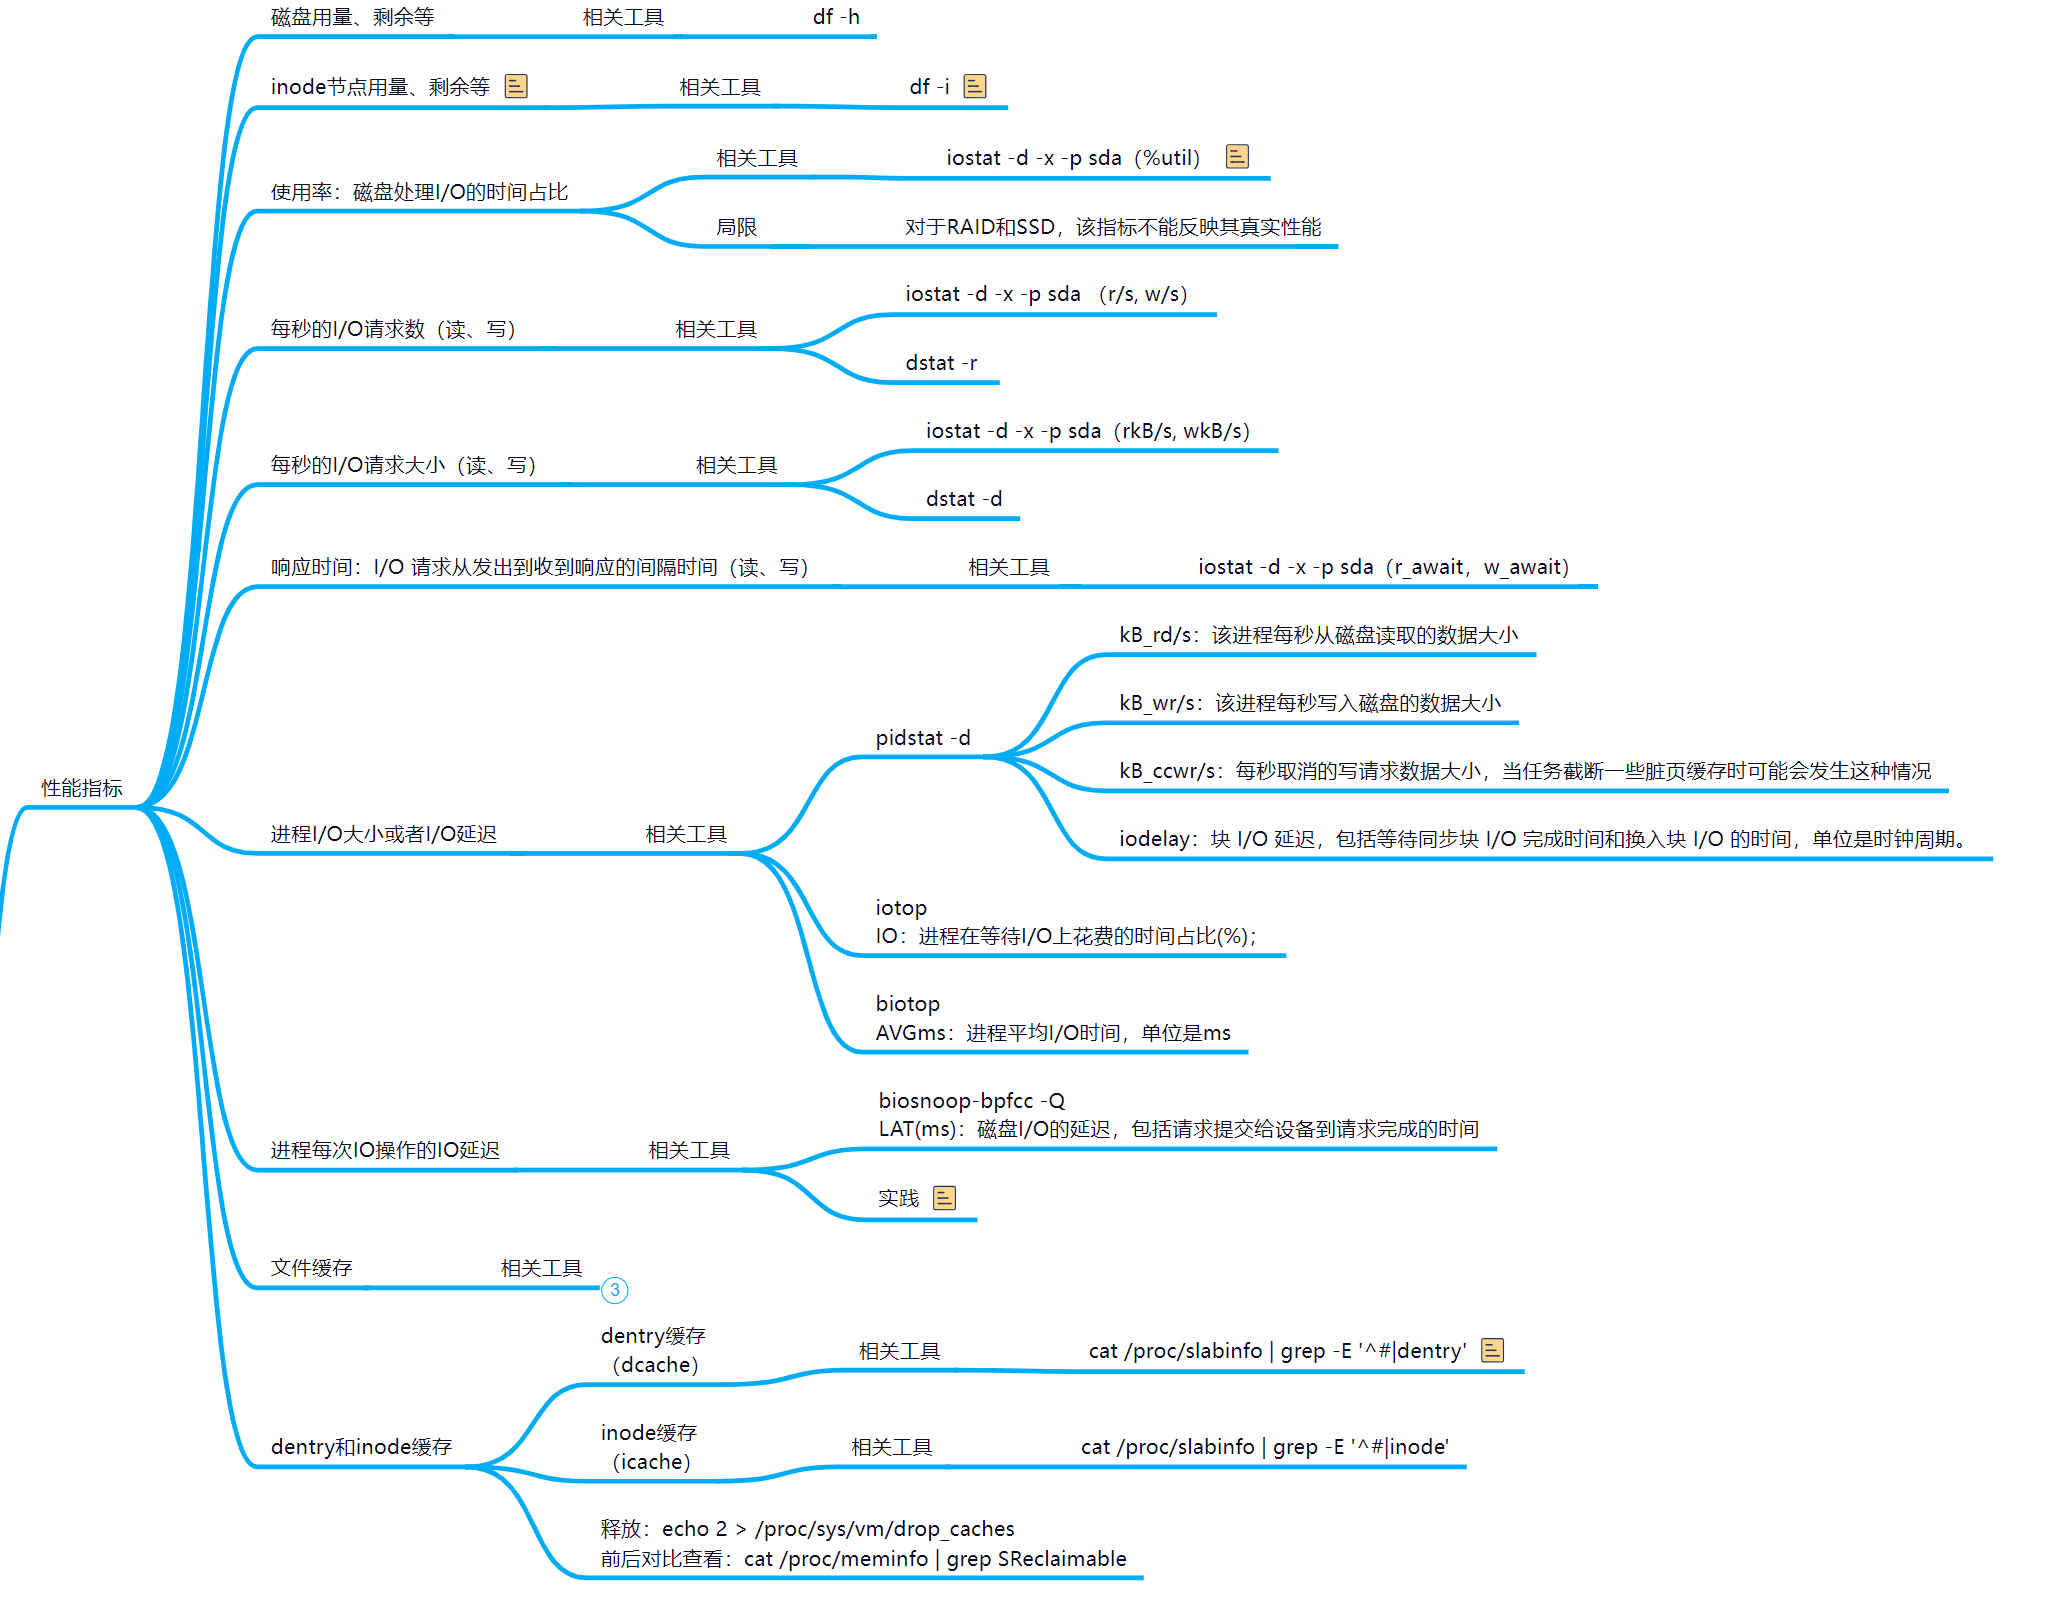 磁盘用量、剩余等
相关工具
df -h
inode节点用量、剩余等
相关工具
df -i
使用率：磁盘处理I/O的时间占比
相关工具
iostat -d -x -p sda（%util）
局限
对于RAID和SSD，该指标不能反映其真实性能
每秒的I/O请求数（读、写）
相关工具
iostat -d -x -p sda （r/s, w/s）
dstat -r
每秒的I/O请求大小（读、写）
相关工具
iostat -d -x -p sda（rkB/s, wkB/s）
dstat -d
响应时间：I/O 请求从发出到收到响应的间隔时间（读、写）
相关工具
iostat -d -x -p sda（r_await，w_await）
性能指标
进程I/O大小或者I/O延迟
相关工具
pidstat -d
kB_rd/s：该进程每秒从磁盘读取的数据大小
kB_wr/s：该进程每秒写入磁盘的数据大小
kB_ccwr/s：每秒取消的写请求数据大小，当任务截断一些脏页缓存时可能会发生这种情况
iodelay：块 I/O 延迟，包括等待同步块 I/O 完成时间和换入块 I/O 的时间，单位是时钟周期。
iotop
IO：进程在等待I/O上花费的时间占比(%)；
biotop
AVGms：进程平均I/O时间，单位是ms
进程每次IO操作的IO延迟
相关工具
biosnoop-bpfcc -Q
LAT(ms)：磁盘I/O的延迟，包括请求提交给设备到请求完成的时间
实践
文件缓存
相关工具
3
dentry和inode缓存
dentry缓存
（dcache）
相关工具
cat /proc/slabinfo | grep -E '^#|dentry'
inode缓存
（icache）
相关工具
cat /proc/slabinfo | grep -E '^#|inode'
释放：echo 2 > /proc/sys/vm/drop_caches
前后对比查看：cat /proc/meminfo | grep SReclaimable